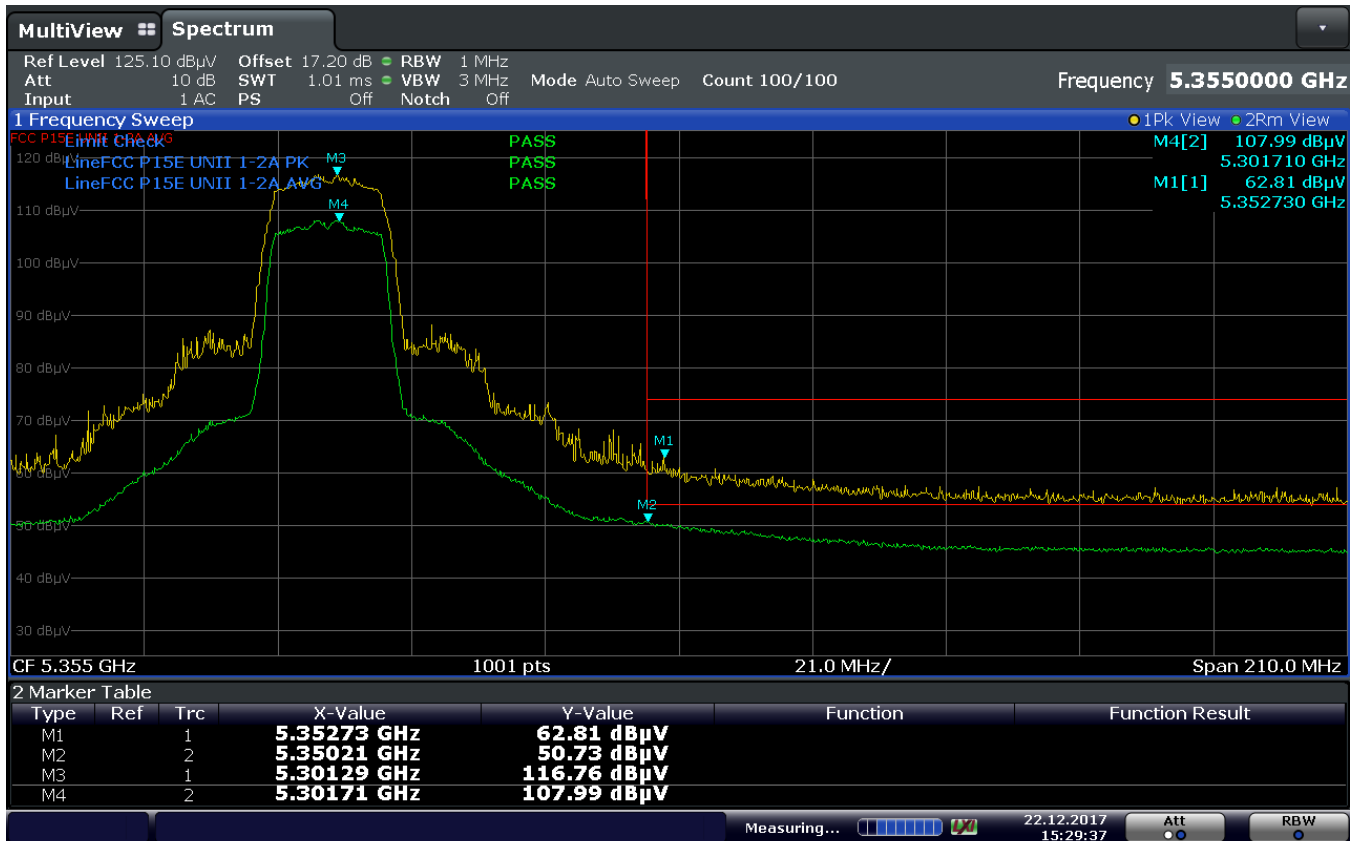 MultiView Spectrum
Ref Level 125.10 dBµV Offset 17.20 dB RBW 1 MHz
Att 10 dB SWT 1.01 ms VBW 3 MHz Mode Auto Sweep Count 100/100 Frequency 5.3550000 GHz
Input 1 AC PS Off Notch Off
1 Frequency Sweep 1Pk View 2Rm View
Limit Check PASS M4[2] 107.99 dBµV
120 dBµV LineFCC P15E UNII 1-2A PK M3 PASS 5.301710 GHz
LineFCC P15E UNII 1-2A AVG PASS M1[1] 62.81 dBµV
110 dBµV M4 5.352730 GHz
100 dBµV
90 dBµV
80 dBµV
70 dBµV
M1
60 dBµV
M2
50 dBµV
40 dBµV
30 dBµV
CF 5.355 GHz 1001 pts 21.0 MHz/ Span 210.0 MHz
2 Marker Table
Type Ref Trc X-Value Y-Value Function Function Result
M1 1 5.35273 GHz 62.81 dBµV
M2 2 5.35021 GHz 50.73 dBµV
M3 1 5.30129 GHz 116.76 dBµV
M4 2 5.30171 GHz 107.99 dBµV
Measuring... LXI 22.12.2017 Att RBW
15:29:37